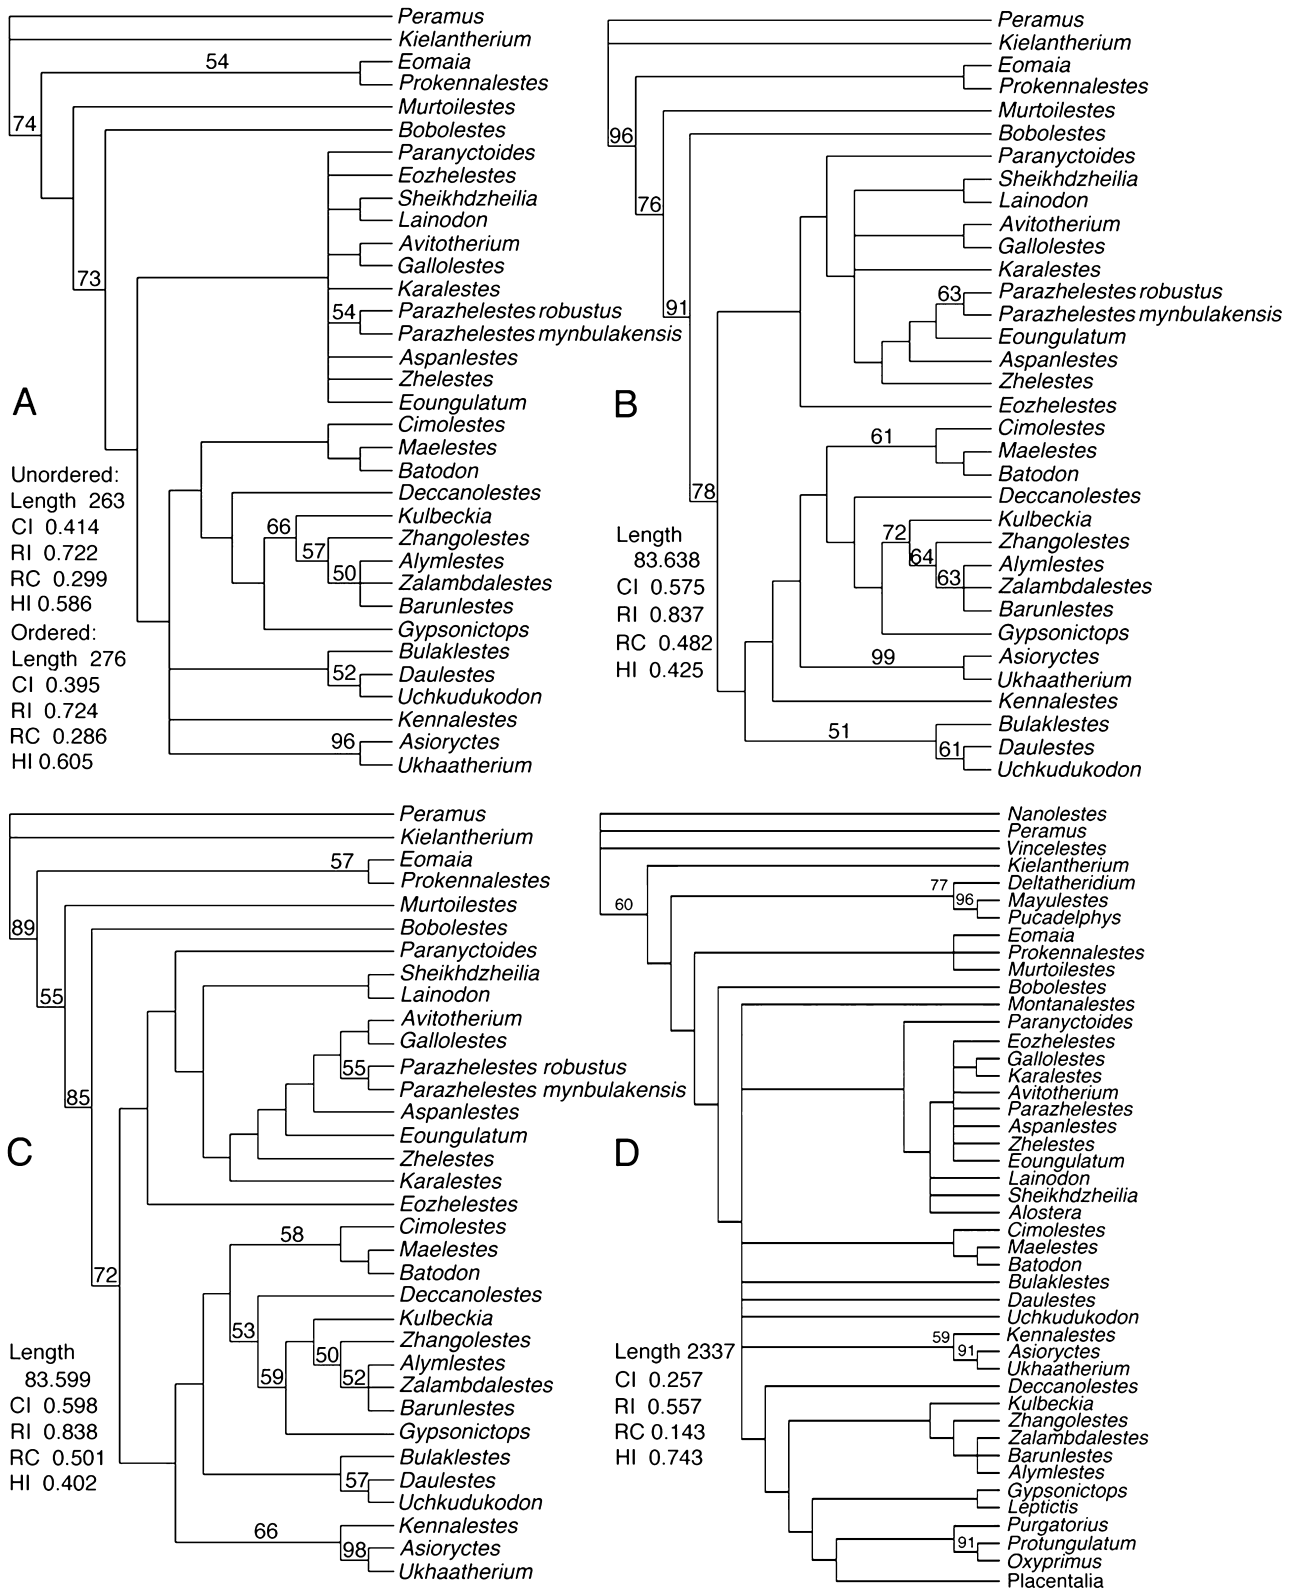 Peramus
Kielantherium
54
Eomaia
Prokennalestes
Murtoilestes
74
Bobolestes
Paranyctoides
Eozhelestes
Sheikhdzheilia
Lainodon
Avitotherium
Gallolestes
73
Karalestes
54
Parazhelestes robustus
Parazhelestes mynbulakensis
Aspanlestes
Zhelestes
Eoungulatum
A
Cimolestes
Maelestes
Batodon
Deccanolestes
Kulbeckia
66
Zhangolestes
57
Alymlestes
50
Zalambdalestes
Barunlestes
Gypsonictops
Bulaklestes
52
Daulestes
Uchkudukodon
Kennalestes
96
Asioryctes
Ukhaatherium
Unordered:
Length 263
CI 0.414
RI 0.722
RC 0.299
HI 0.586
Ordered:
Length 276
CI 0.395
RI 0.724
RC 0.286
HI 0.605
Peramus
Kielantherium
Eomaia
Prokennalestes
Murtoilestes
96
Bobolestes
Paranyctoides
Sheikhdzheilia
76
Lainodon
Avitotherium
Gallolestes
Karalestes
63
Parazhelestes robustus
91
Parazhelestes mynbulakensis
Eoungulatum
Aspanlestes
Zhelestes
Eozhelestes
B
Cimolestes
61
Maelestes
Batodon
78
Deccanolestes
Kulbeckia
72
Zhangolestes
64
Alymlestes
63
Zalambdalestes
Barunlestes
Gypsonictops
99
Asioryctes
Ukhaatherium
Kennalestes
Bulaklestes
51
Daulestes
61
Uchkudukodon
Length
83.638
CI 0.575
RI 0.837
RC 0.482
HI 0.425
Peramus
Kielantherium
57
Eomaia
Prokennalestes
Murtoilestes
89
Bobolestes
Paranyctoides
Sheikhdzheilia
55
Lainodon
Avitotherium
Gallolestes
55
Parazhelestes robustus
Parazhelestes mynbulakensis
85
Aspanlestes
Eoungulatum
Zhelestes
Karalestes
Eozhelestes
C
58
Cimolestes
Maelestes
Batodon
72
Deccanolestes
Kulbeckia
53
Zhangolestes
50
Alymlestes
59
52
Zalambdalestes
Barunlestes
Gypsonictops
Bulaklestes
57
Daulestes
Uchkudukodon
66
Kennalestes
98
Asioryctes
Ukhaatherium
Length
83.599
CI 0.598
RI 0.838
RC 0.501
HI 0.402
Nanolestes
Peramus
Vincelestes
Kielantherium
77
Deltatheridium
60
96
Mayulestes
Pucadelphys
Eomaia
Prokennalestes
Murtoilestes
Bobolestes
Montanalestes
Paranyctoides
Eozhelestes
Gallolestes
Karalestes
Avitotherium
Parazhelestes
Aspanlestes
Zhelestes
Eoungulatum
Lainodon
Sheikhdzheilia
Alostera
D
Cimolestes
Maelestes
Batodon
Bulaklestes
Daulestes
Uchkudukodon
59
Kennalestes
91
Asioryctes
Ukhaatherium
Deccanolestes
Kulbeckia
Zhangolestes
Zalambdalestes
Barunlestes
Alymlestes
Gypsonictops
Leptictis
Purgatorius
91
Protungulatum
Oxyprimus
Placentalia
Length 2337
CI 0.257
RI 0.557
RC 0.143
HI 0.743